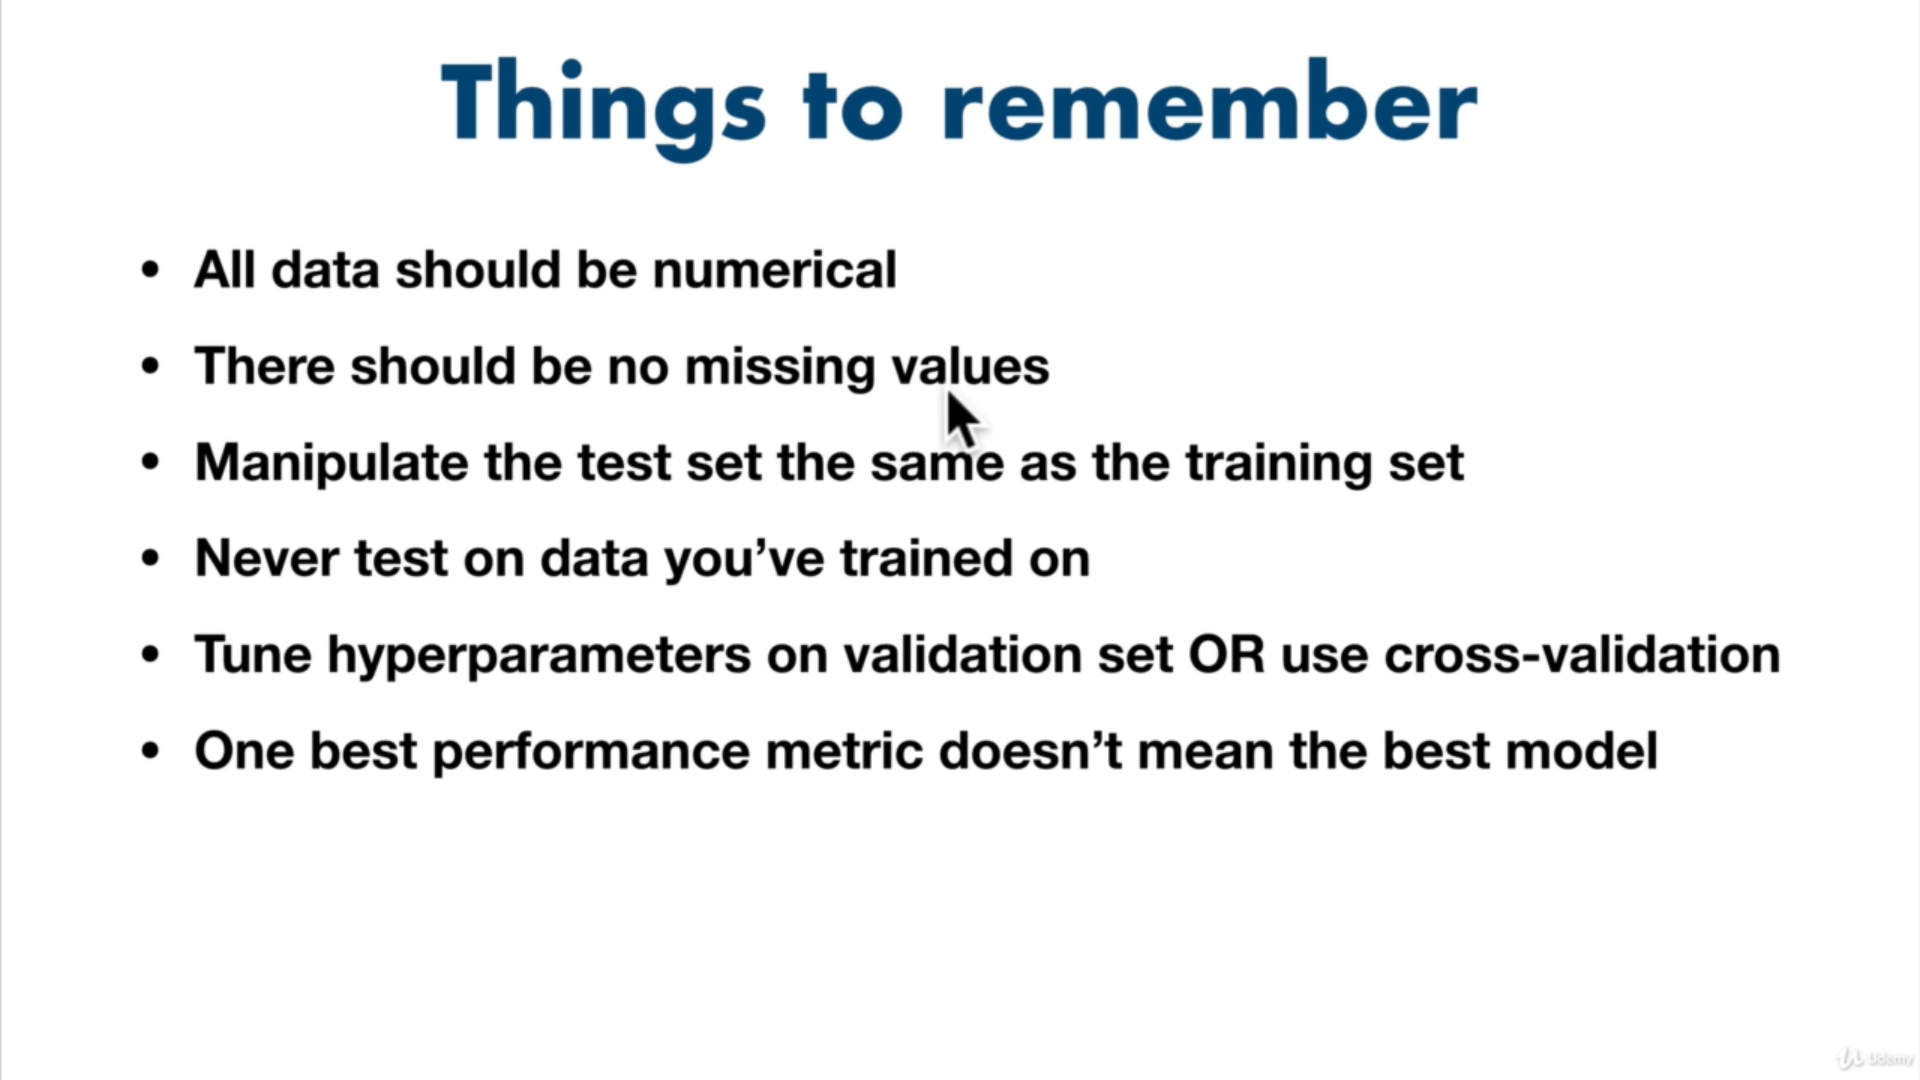 Things to remember
• All data should be numerical
• There should be no missing values
• Manipulate the test set the same as the training set
• Never test on data you’ve trained on
• Tune hyperparameters on validation set OR use cross-validation
• One best performance metric doesn’t mean the best model
Udemy